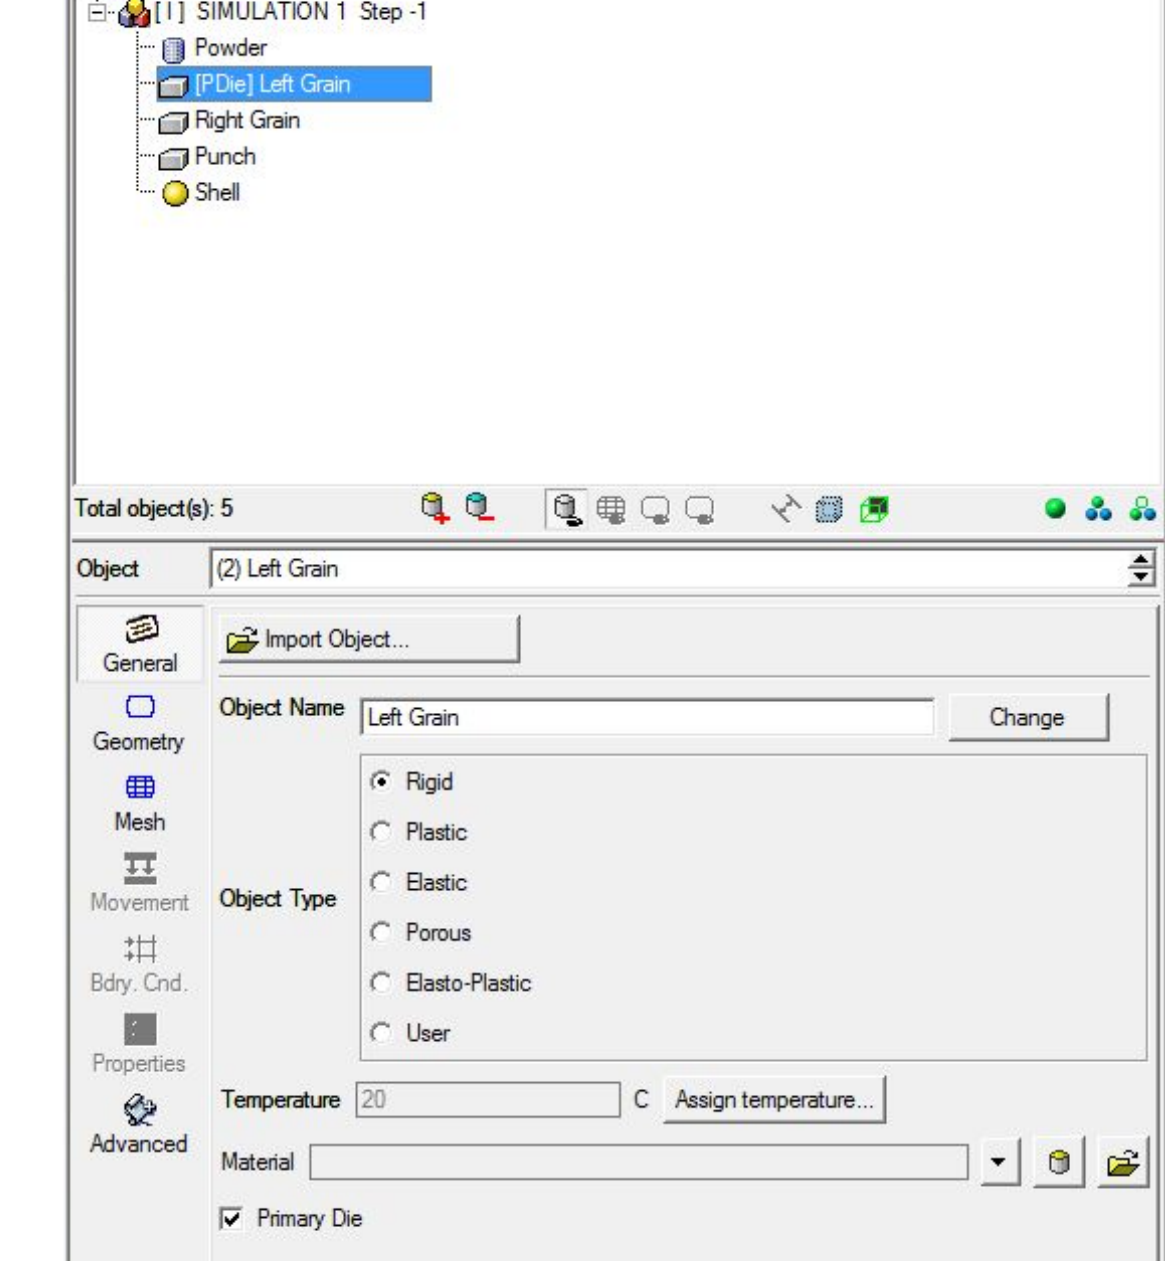 [ I ] SIMULATION 1 Step -1
Powder
[PDie] Left Grain
Right Grain
Punch
Shell
Total object(s): 5
Object (2) Left Grain
General
Import Object...
Object Name Left Grain Change
Geometry
Rigid
Mesh
Plastic
Elastic
Movement
Object Type
Porous
Bdry. Cnd.
Elasto-Plastic
User
Properties
Temperature 20 C Assign temperature...
Advanced
Material
Primary Die